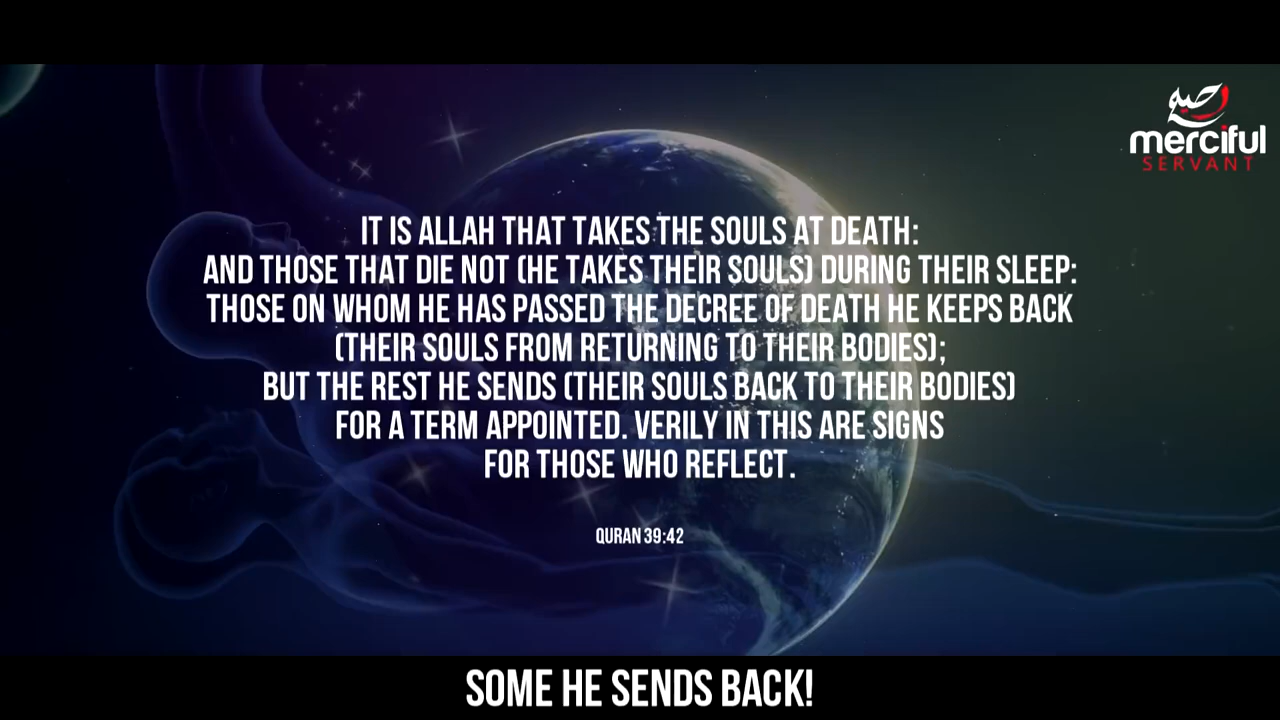 merciful
SERVANT
IT IS ALLAH THAT TAKES THE SOULS AT DEATH:
AND THOSE THAT DIE NOT (HE TAKES THEIR SOULS) DURING THEIR SLEEP:
THOSE ON WHOM HE HAS PASSED THE DECREE OF DEATH HE KEEPS BACK
(THEIR SOULS FROM RETURNING TO THEIR BODIES);
BUT THE REST HE SENDS (THEIR SOULS BACK TO THEIR BODIES)
FOR A TERM APPOINTED. VERILY IN THIS ARE SIGNS
FOR THOSE WHO REFLECT.
QURAN 39:42
SOME HE SENDS BACK!